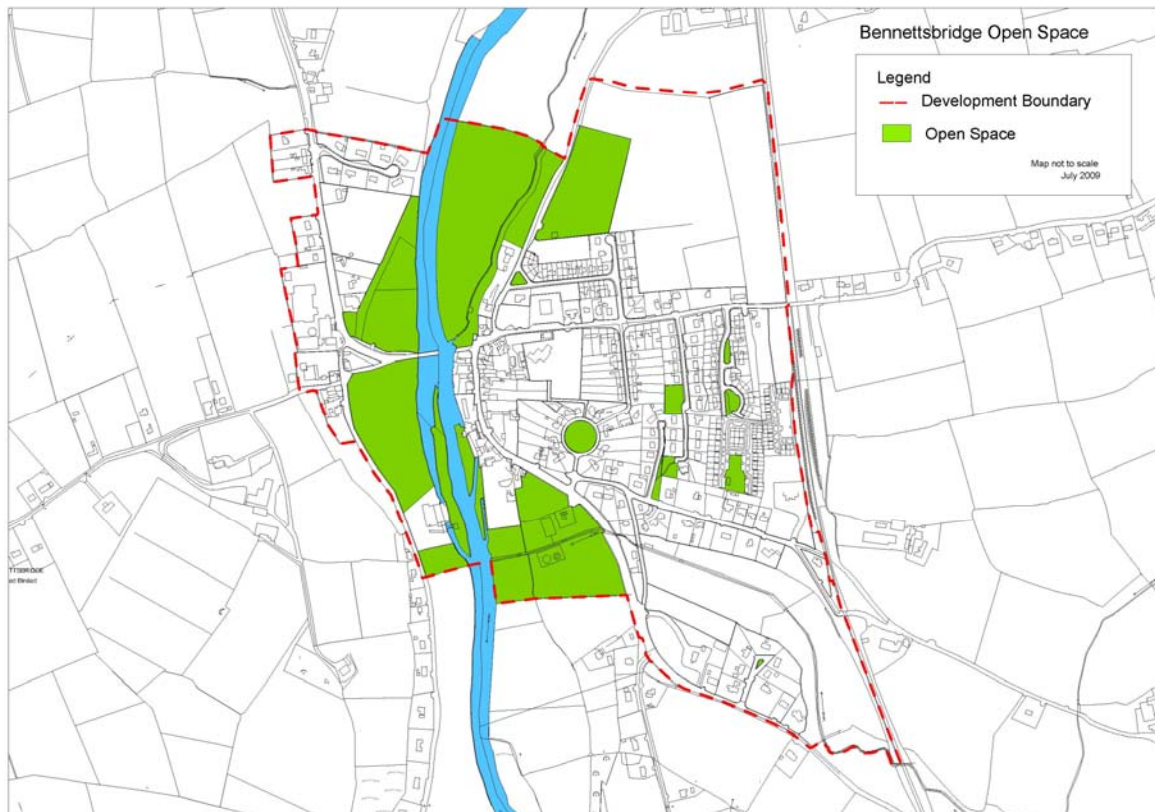 Bennettsbridge Open Space
Legend
Development Boundary
Open Space
Map not to scale
July 2009